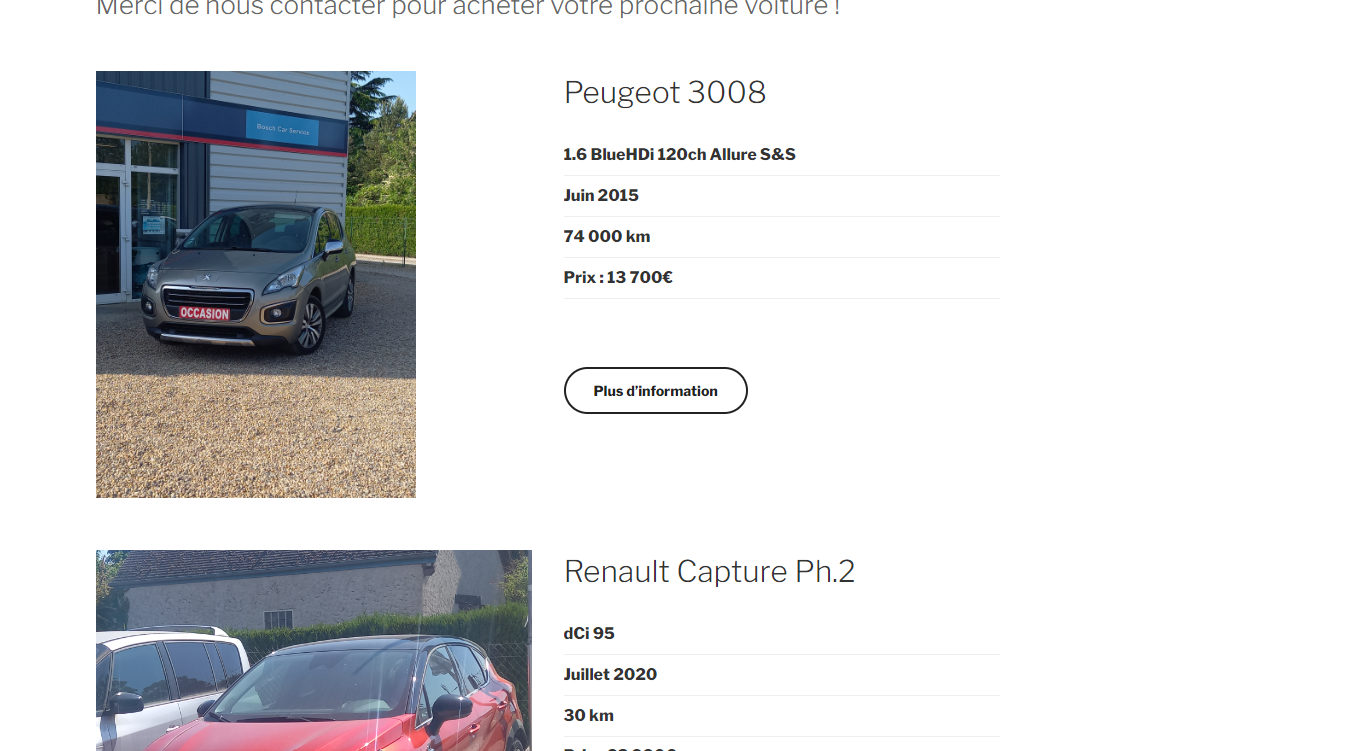 Merci de nous contacter pour acheter votre prochaine voiture !
Bosch Car Service
OCCASION
Peugeot 3008
1.6 BlueHDi 120ch Allure S&S
Juin 2015
74 000 km
Prix : 13 700€
Plus d’information
Renault Capture Ph.2
dCi 95
Juillet 2020
30 km